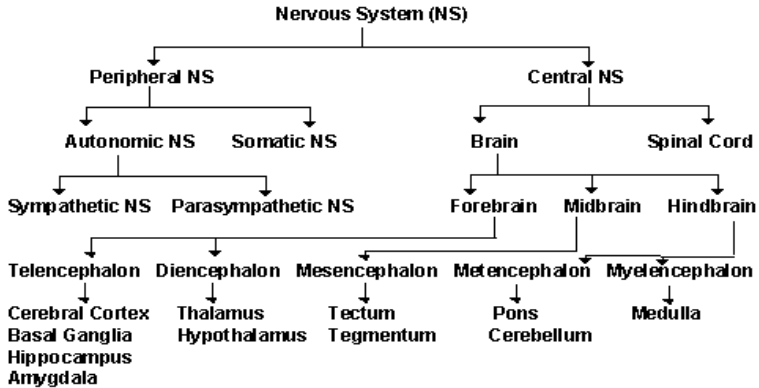 Nervous System (NS)
Peripheral NS Central NS
Autonomic NS Somatic NS Brain Spinal Cord
Sympathetic NS Parasympathetic NS Forebrain Midbrain Hindbrain
Telencephalon Diencephalon Mesencephalon Metencephalon Myelencephalon
Cerebral Cortex Thalamus Tectum Pons Medulla
Basal Ganglia Hypothalamus Tegmentum Cerebellum
Hippocampus
Amygdala